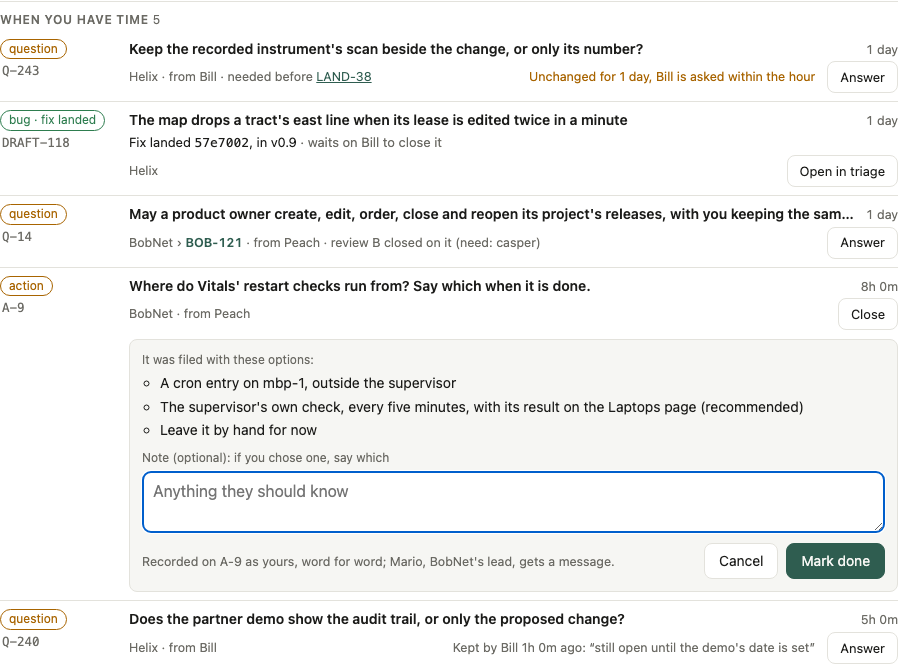 WHEN YOU HAVE TIME 5
question
Q-243
Keep the recorded instrument's scan beside the change, or only its number?
1 day
Helix · from Bill · needed before LAND-38
Unchanged for 1 day, Bill is asked within the hour
Answer
bug · fix landed
DRAFT-118
The map drops a tract's east line when its lease is edited twice in a minute
1 day
Fix landed 57e7002, in v0.9 · waits on Bill to close it
Helix
Open in triage
question
Q-14
May a product owner create, edit, order, close and reopen its project's releases, with you keeping the sam...
1 day
BobNet › BOB-121 · from Peach · review B closed on it (need: casper)
Answer
action
A-9
Where do Vitals' restart checks run from? Say which when it is done.
8h 0m
BobNet · from Peach
Close
It was filed with these options:
A cron entry on mbp-1, outside the supervisor
The supervisor's own check, every five minutes, with its result on the Laptops page (recommended)
Leave it by hand for now
Note (optional): if you chose one, say which
Anything they should know
Recorded on A-9 as yours, word for word; Mario, BobNet's lead, gets a message.
Cancel
Mark done
question
Q-240
Does the partner demo show the audit trail, or only the proposed change?
5h 0m
Helix · from Bill
Kept by Bill 1h 0m ago: “still open until the demo's date is set”
Answer